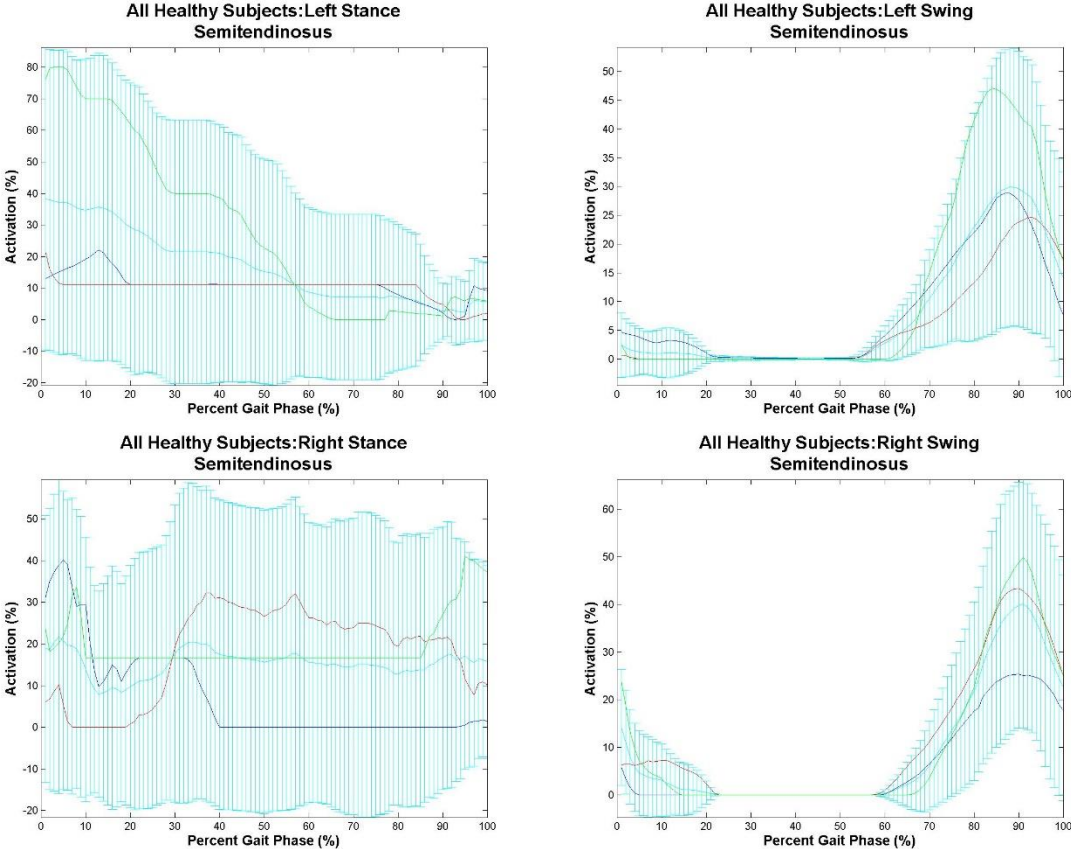 All Healthy Subjects:Left Stance
Semitendinosus
Activation (%)
80
70
60
50
40
30
20
10
0
-10
-20
0 10 20 30 40 50 60 70 80 90 100
Percent Gait Phase (%)
All Healthy Subjects:Left Swing
Semitendinosus
Activation (%)
50
45
40
35
30
25
20
15
10
5
0
0 10 20 30 40 50 60 70 80 90 100
Percent Gait Phase (%)
All Healthy Subjects:Right Stance
Semitendinosus
Activation (%)
50
40
30
20
10
0
-10
-20
0 10 20 30 40 50 60 70 80 90 100
Percent Gait Phase (%)
All Healthy Subjects:Right Swing
Semitendinosus
Activation (%)
60
50
40
30
20
10
0
0 10 20 30 40 50 60 70 80 90 100
Percent Gait Phase (%)